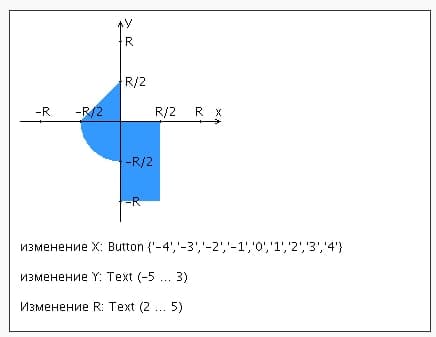 y
R
R/2
-R -R/2 R/2 R x
-R/2
-R
изменение X: Button {'-4','-3','-2','-1','0','1','2','3','4'}
изменение Y: Text (-5 ... 3)
Изменение R: Text (2 ... 5)